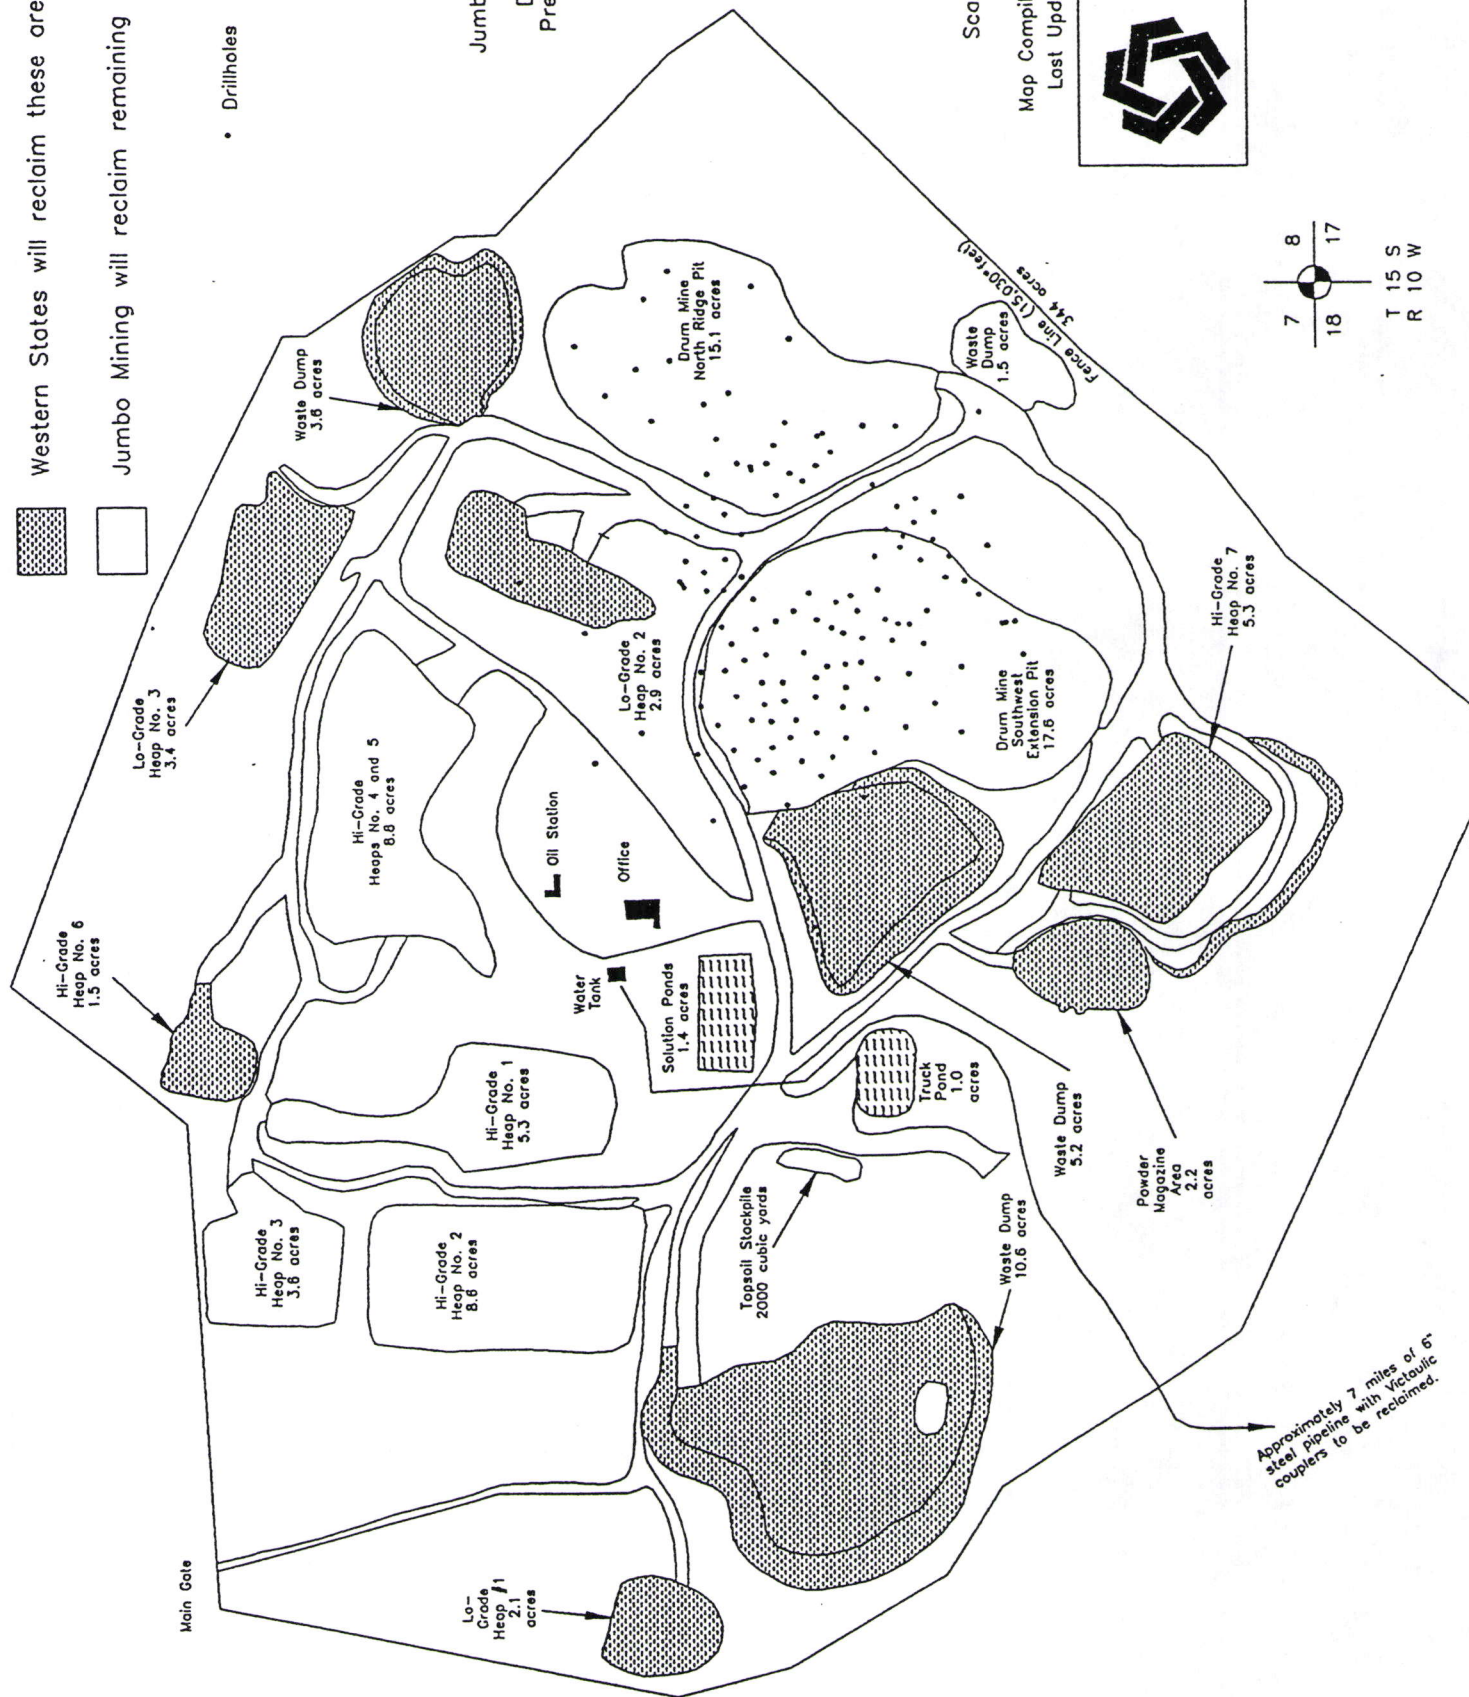 Western States will reclaim these are
Jumbo Mining will reclaim remaining
• Drillholes
Jumb
D
Pre
Sca
Map Compil
Last Upd
Waste Dump
3.6 acres
Lo-Grade
Heap No. 3
3.4 acres
Hi-Grade
Heap No. 6
1.5 acres
Hi-Grade
Heaps No. 4 and 5
8.8 acres
Lo-Grade
Heap No. 2
2.9 acres
Drum Mine
North Ridge Pit
15.1 acres
Waste
Dump
1.5 acres
Fence Line (15,030' feet)
344 acres
7 8
18 17
T 15 S
R 10 W
Drum Mine
Southwest
Extension Pit
17.6 acres
Hi-Grade
Heap No. 7
5.3 acres
Oil Station
Office
Water
Tank
Solution Ponds
1.4 acres
Hi-Grade
Heap No. 1
5.3 acres
Hi-Grade
Heap No. 3
3.6 acres
Hi-Grade
Heap No. 2
8.6 acres
Truck
Pond
1.0
acres
Waste Dump
5.2 acres
Powder
Magazine
Area
2.2
acres
Topsoil Stockpile
2000 cubic yards
Waste Dump
10.6 acres
Main Gate
Lo-
Grade
Heap #1
2.1
acres
Approximately 7 miles of 6"
steel pipeline with Victaulic
couplers to be reclaimed.